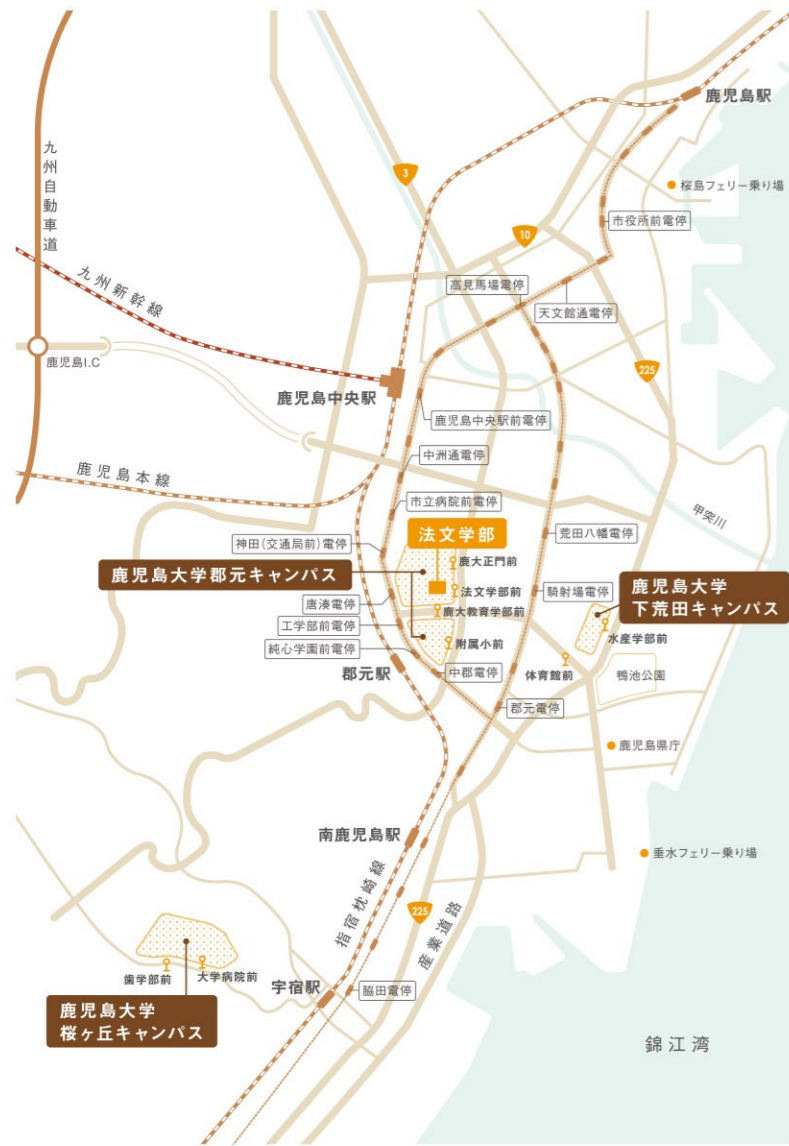 鹿児島駅
九州自動車道
3
桜島フェリー乗り場
市役所前電停
10
九州新幹線
高見馬場電停
天文館通電停
鹿児島I.C
225
鹿児島中央駅
鹿児島中央駅前電停
中洲通電停
鹿児島本線
市立病院前電停
甲突川
法文学部
荒田八幡電停
神田(交通局前)電停
鹿大正門前
鹿児島大学郡元キャンパス
法文学部前
騎射場電停
鹿児島大学
下荒田キャンパス
唐湊電停
鹿大教育学部前
工学部前電停
水産学部前
純心学園前電停
附属小前
郡元駅
中郡電停
体育館前
鴨池公園
郡元電停
鹿児島県庁
南鹿児島駅
垂水フェリー乗り場
指宿枕崎線
225
産業道路
歯学部前
大学病院前
宇宿駅
脇田電停
鹿児島大学
桜ヶ丘キャンパス
錦江湾